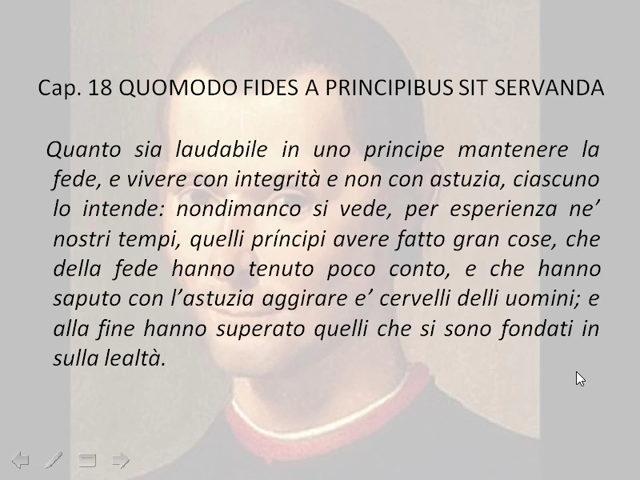 Cap. 18 QUOMODO FIDES A PRINCIPIBUS SIT SERVANDA
Quanto sia laudabile in uno principe mantenere la
fede, e vivere con integrità e non con astuzia, ciascuno
lo intende: nondimanco si vede, per esperienza ne’
nostri tempi, quelli príncipi avere fatto gran cose, che
della fede hanno tenuto poco conto, e che hanno
saputo con l’astuzia aggirare e’ cervelli delli uomini; e
alla fine hanno superato quelli che si sono fondati in
sulla lealtà.